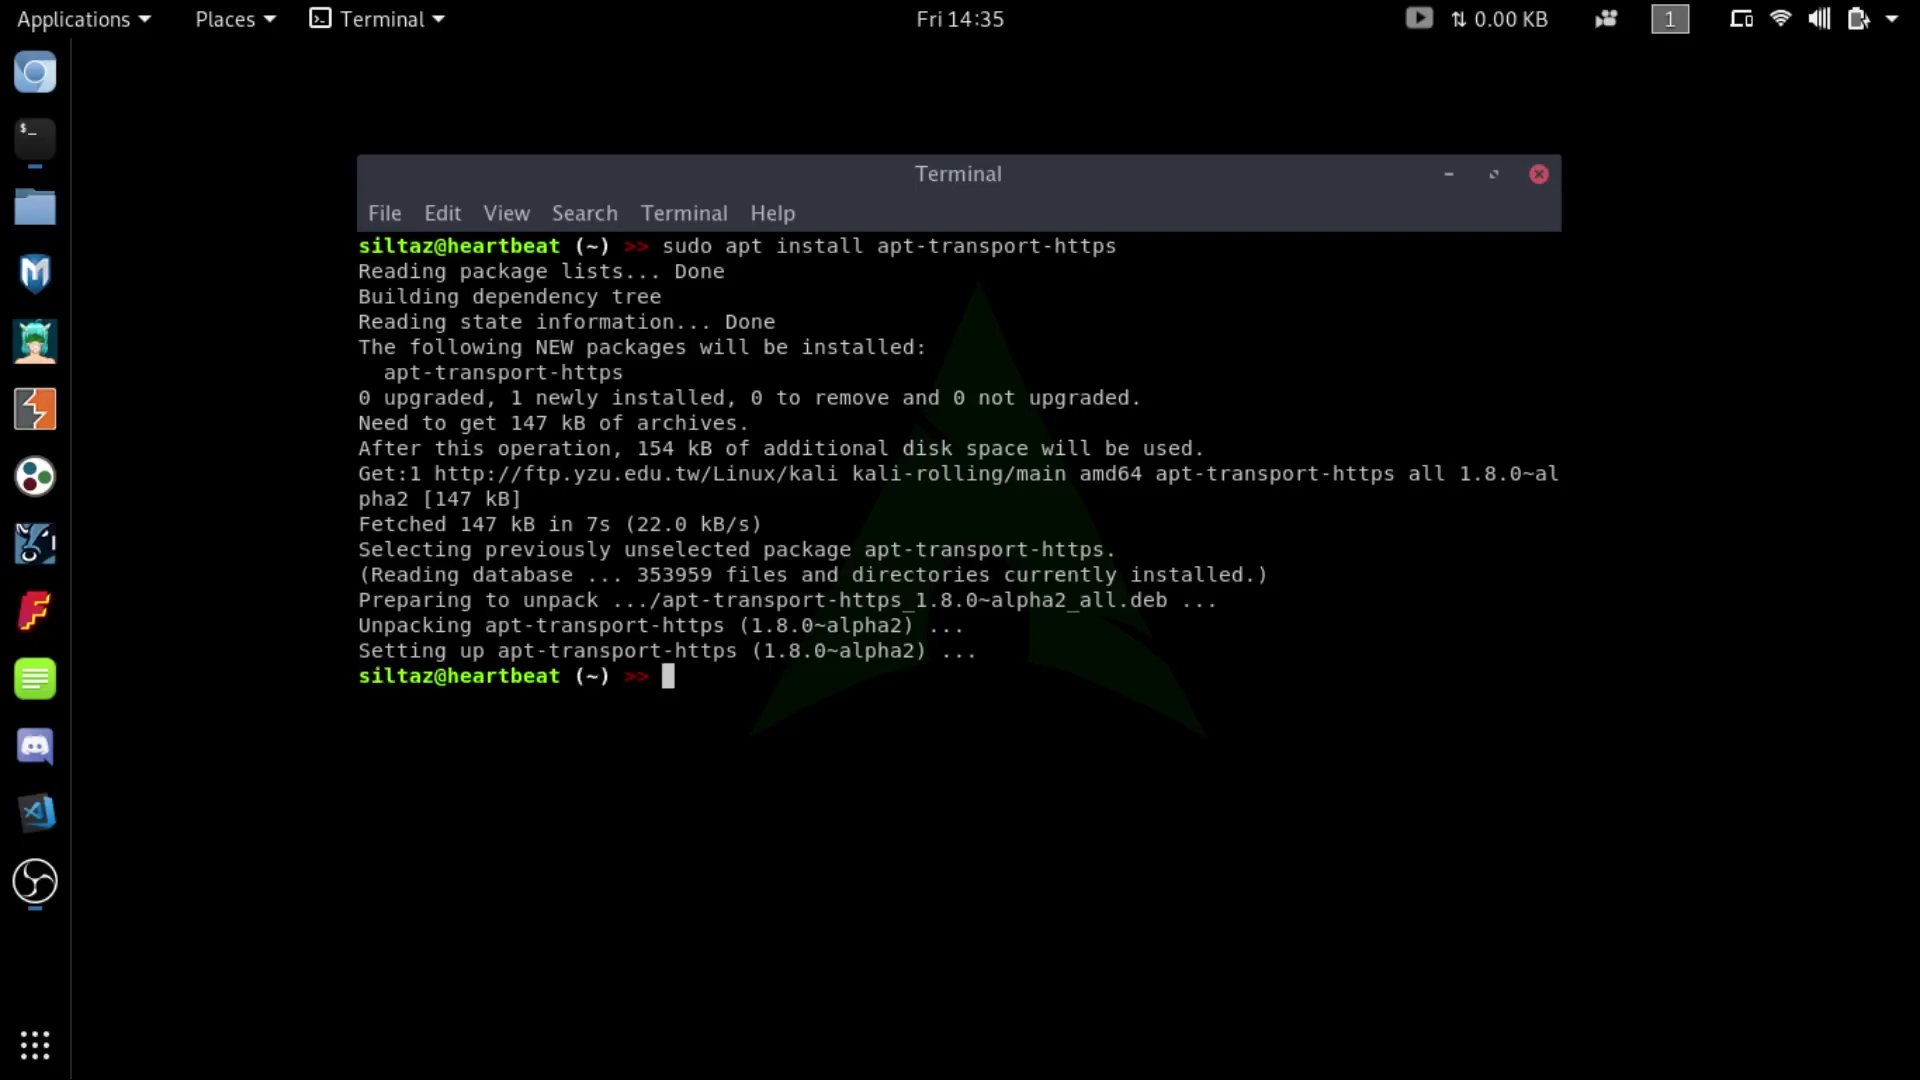 Applications Places Terminal Fri 14:35 0.00 KB 1
$_
Terminal
File Edit View Search Terminal Help
siltaz@heartbeat (~) >> sudo apt install apt-transport-https
Reading package lists... Done
Building dependency tree
Reading state information... Done
The following NEW packages will be installed:
  apt-transport-https
0 upgraded, 1 newly installed, 0 to remove and 0 not upgraded.
Need to get 147 kB of archives.
After this operation, 154 kB of additional disk space will be used.
Get:1 http://ftp.yzu.edu.tw/Linux/kali kali-rolling/main amd64 apt-transport-https all 1.8.0~al
pha2 [147 kB]
Fetched 147 kB in 7s (22.0 kB/s)
Selecting previously unselected package apt-transport-https.
(Reading database ... 353959 files and directories currently installed.)
Preparing to unpack .../apt-transport-https_1.8.0~alpha2_all.deb ...
Unpacking apt-transport-https (1.8.0~alpha2) ...
Setting up apt-transport-https (1.8.0~alpha2) ...
siltaz@heartbeat (~) >>